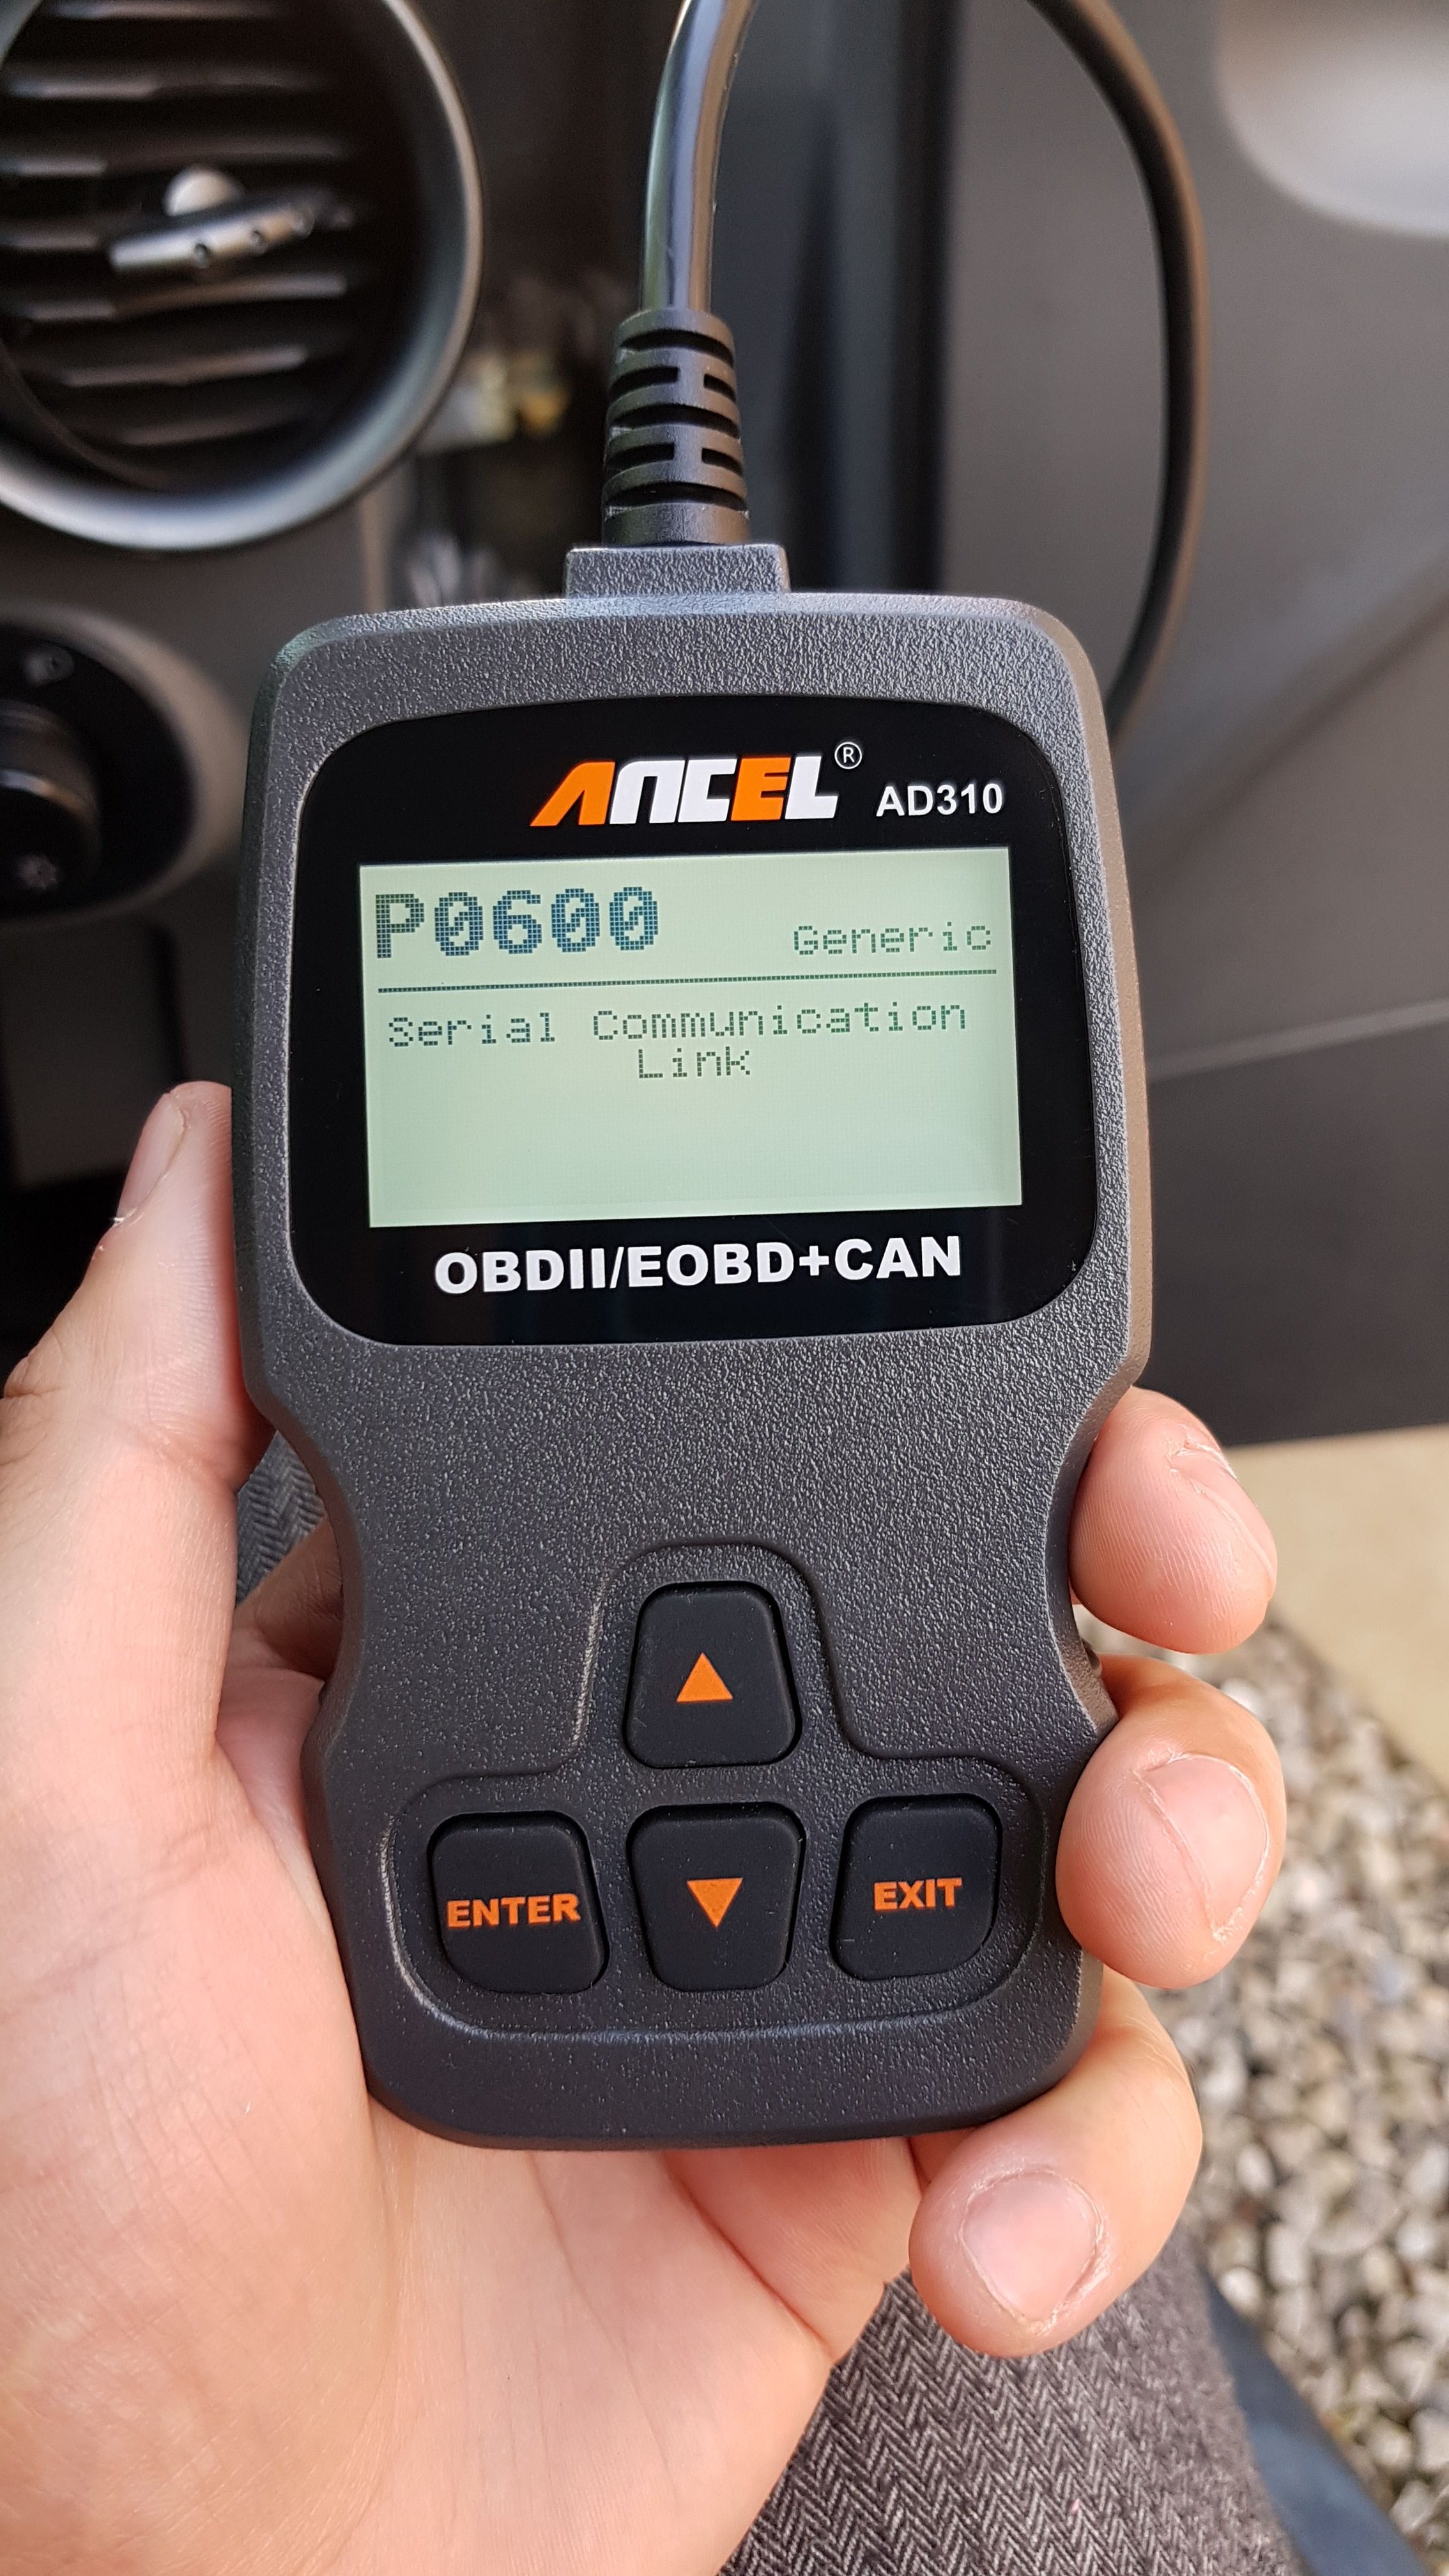 ANCEL® AD310
P0600 Generic
Serial Communication
Link
OBDII/EOBD+CAN
ENTER EXIT